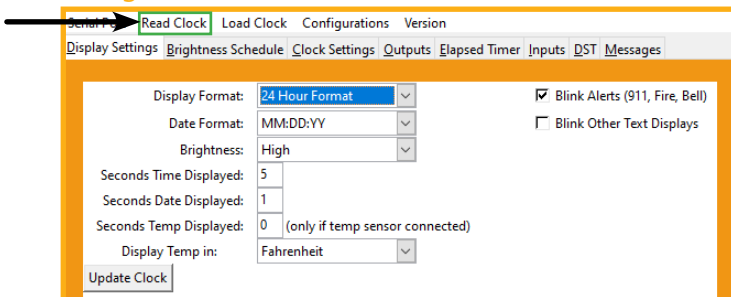 Read Clock Load Clock Configurations Version
Display Settings Brightness Schedule Clock Settings Outputs Elapsed Timer Inputs DST Messages
Display Format: 24 Hour Format Blink Alerts (911, Fire, Bell)
Date Format: MM:DD:YY Blink Other Text Displays
Brightness: High
Seconds Time Displayed: 5
Seconds Date Displayed: 1
Seconds Temp Displayed: 0 (only if temp sensor connected)
Display Temp in: Fahrenheit
Update Clock